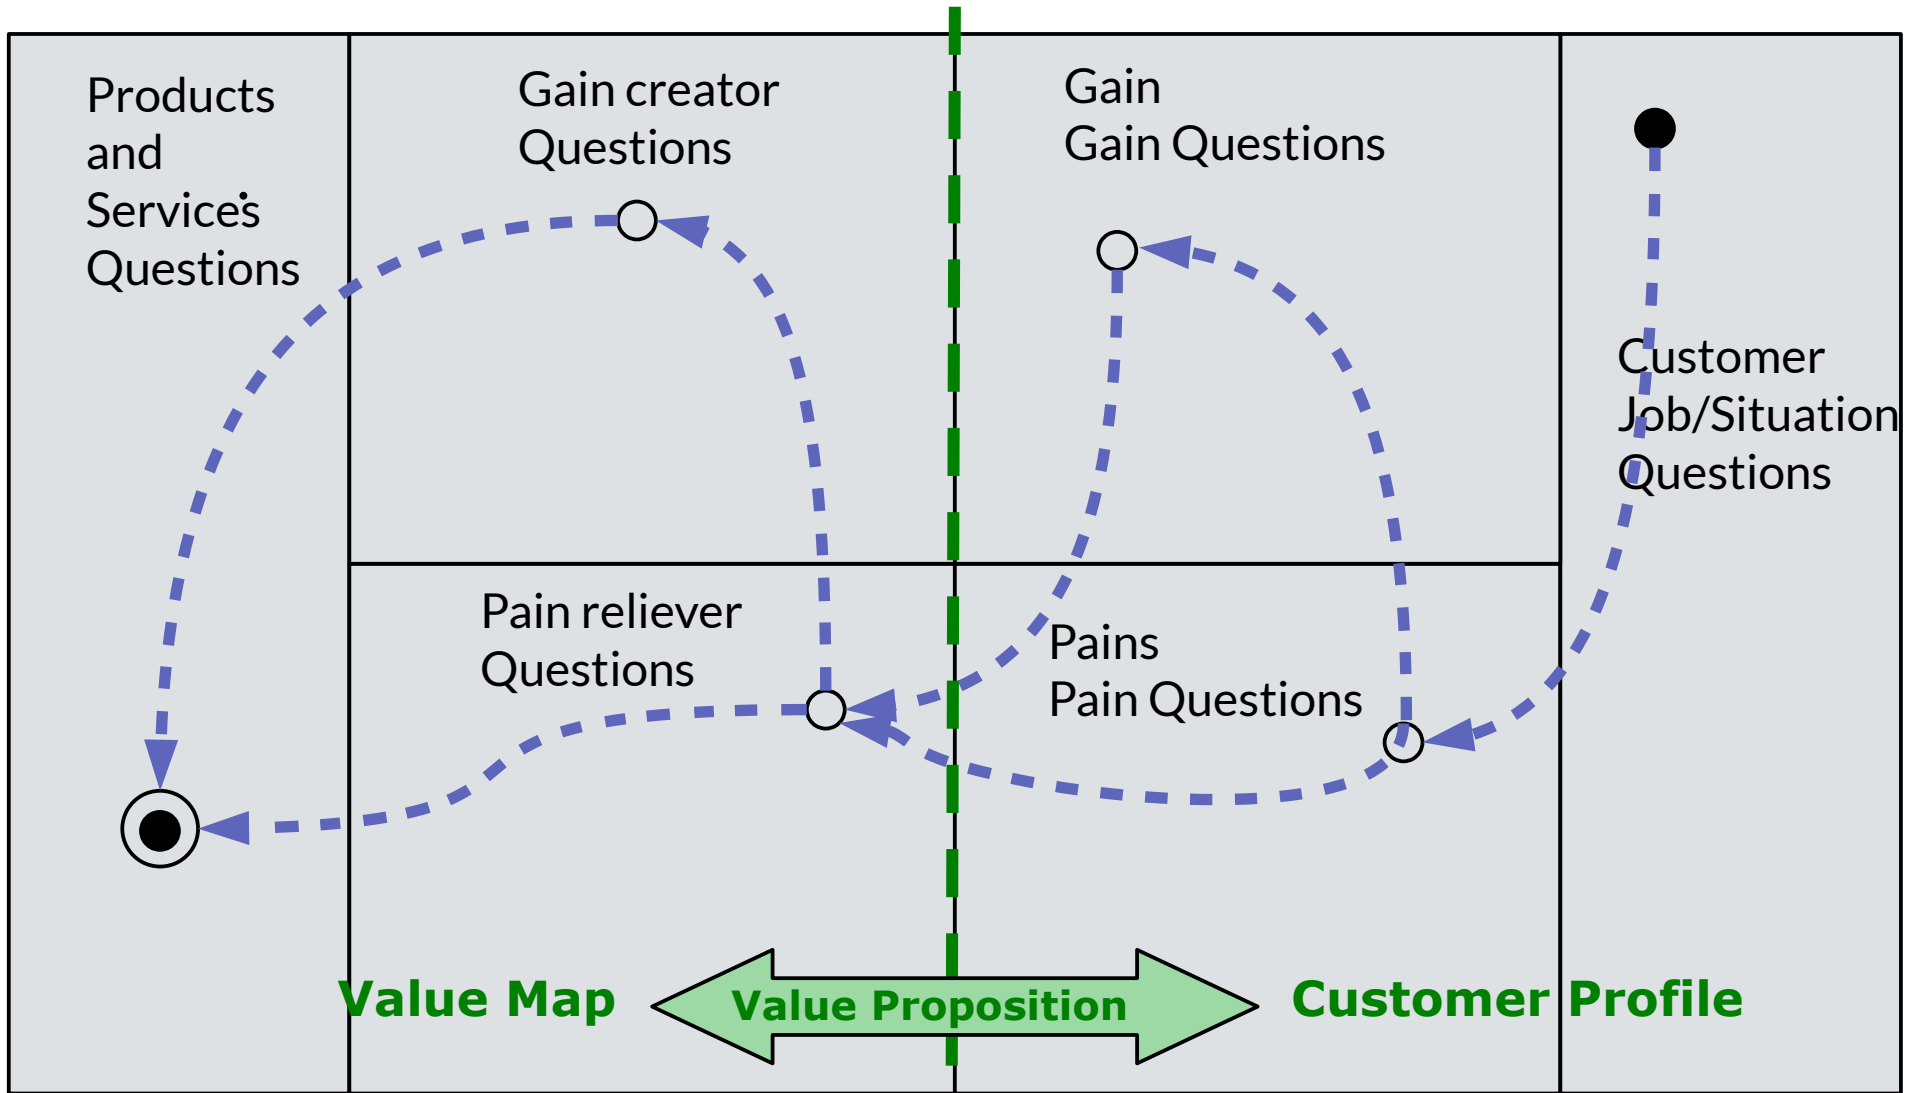 Products
and
Services
Questions
Gain creator
Questions
Gain
Gain Questions
Customer
Job/Situation
Questions
Pain reliever
Questions
Pains
Pain Questions
Value Map
Value Proposition
Customer Profile